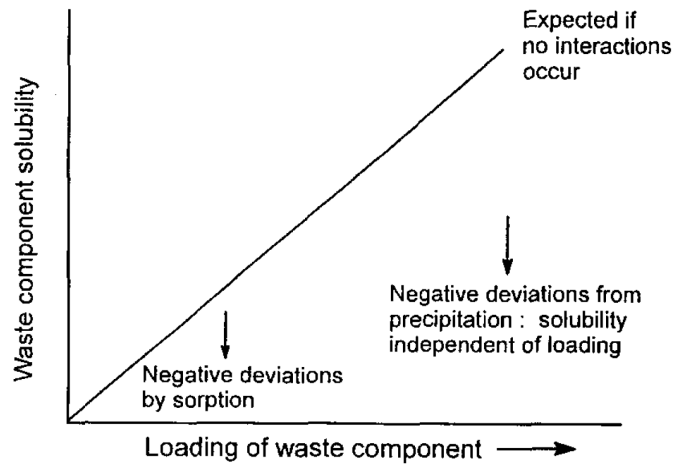 Expected if
no interactions
occur
Waste component solubility
Negative deviations from
precipitation : solubility
independent of loading
Negative deviations
by sorption
Loading of waste component